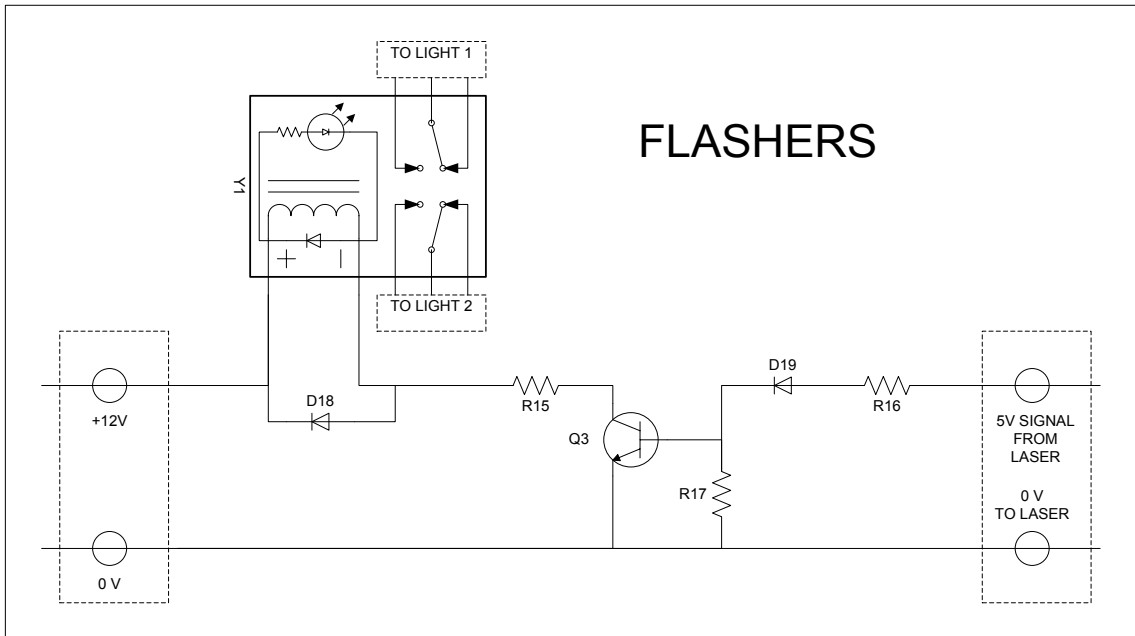 TO LIGHT 1
FLASHERS
Y1
+ −
TO LIGHT 2
D18
+12V
R15
D19
R16
Q3
5V SIGNAL
FROM
LASER
R17
0 V
TO LASER
0 V